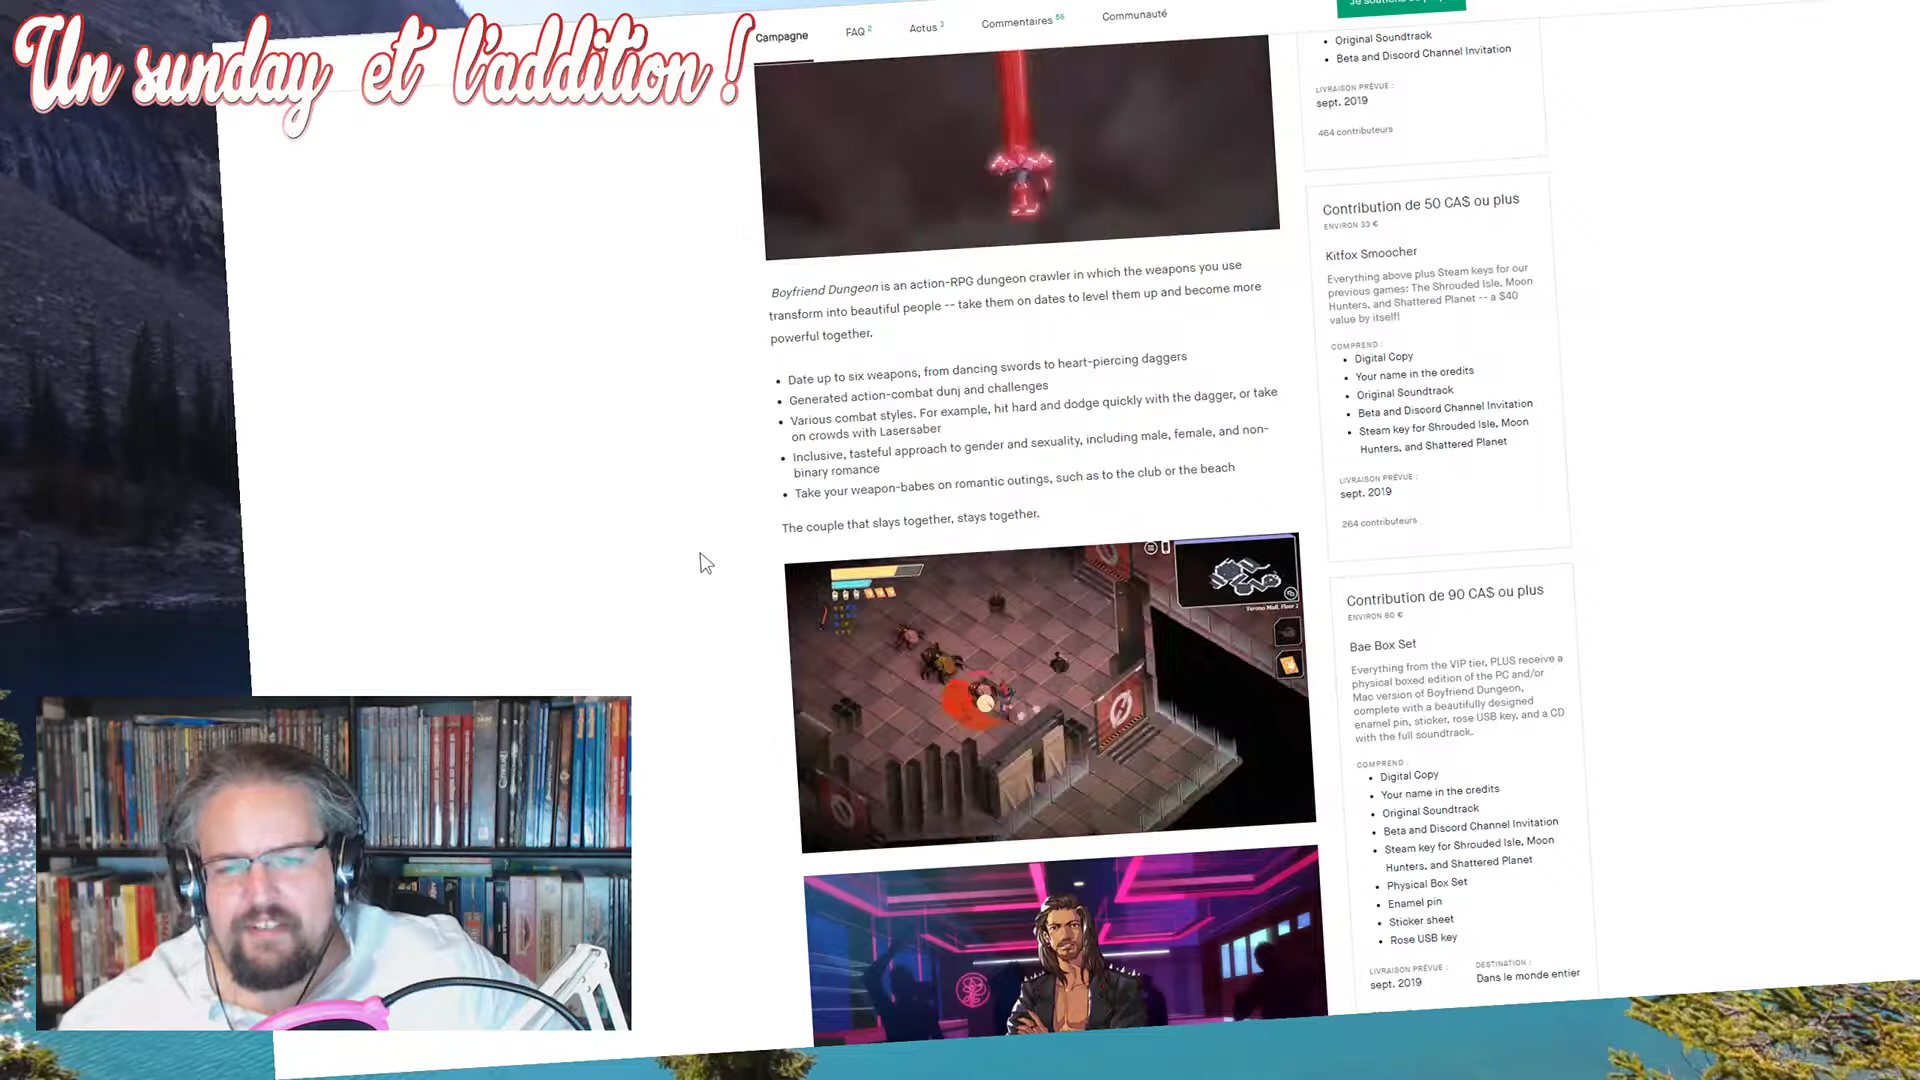 Un sunday et l'addition !
Campagne
FAQ 2
Actus 3
Commentaires 56
Communauté
Boyfriend Dungeon is an action-RPG dungeon crawler in which the weapons you use
transform into beautiful people -- take them on dates to level them up and become more
powerful together.
Date up to six weapons, from dancing swords to heart-piercing daggers
Generated action-combat dunj and challenges
Various combat styles. For example, hit hard and dodge quickly with the dagger, or take
on crowds with Lasersaber
Inclusive, tasteful approach to gender and sexuality, including male, female, and non-
binary romance
Take your weapon-babes on romantic outings, such as to the club or the beach
The couple that slays together, stays together.
Verona Mall, Floor 1
Original Soundtrack
Beta and Discord Channel Invitation
LIVRAISON PRÉVUE :
sept. 2019
464 contributeurs
Contribution de 50 CA$ ou plus
ENVIRON 33 €
Kitfox Smoocher
Everything above plus Steam keys for our
previous games: The Shrouded Isle, Moon
Hunters, and Shattered Planet -- a $40
value by itself!
COMPREND :
Digital Copy
Your name in the credits
Original Soundtrack
Beta and Discord Channel Invitation
Steam key for Shrouded Isle, Moon
Hunters, and Shattered Planet
LIVRAISON PRÉVUE :
sept. 2019
264 contributeurs
Contribution de 90 CA$ ou plus
ENVIRON 60 €
Bae Box Set
Everything from the VIP tier, PLUS receive a
physical boxed edition of the PC and/or
Mac version of Boyfriend Dungeon,
complete with a beautifully designed
enamel pin, sticker, rose USB key, and a CD
with the full soundtrack.
COMPREND :
Digital Copy
Your name in the credits
Original Soundtrack
Beta and Discord Channel Invitation
Steam key for Shrouded Isle, Moon
Hunters, and Shattered Planet
Physical Box Set
Enamel pin
Sticker sheet
Rose USB key
LIVRAISON PRÉVUE :
sept. 2019
DESTINATION :
Dans le monde entier